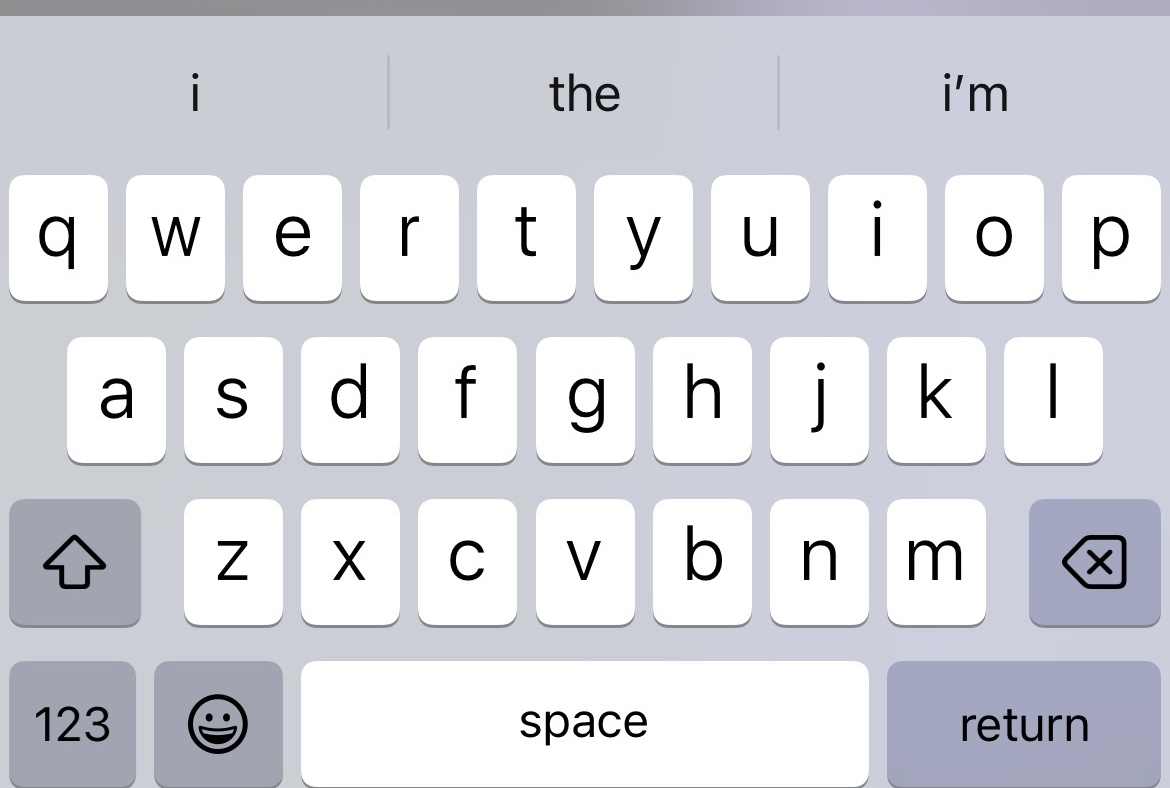 i the i’m
q w e r t y u i o p
a s d f g h j k l
z x c v b n m
123 space return